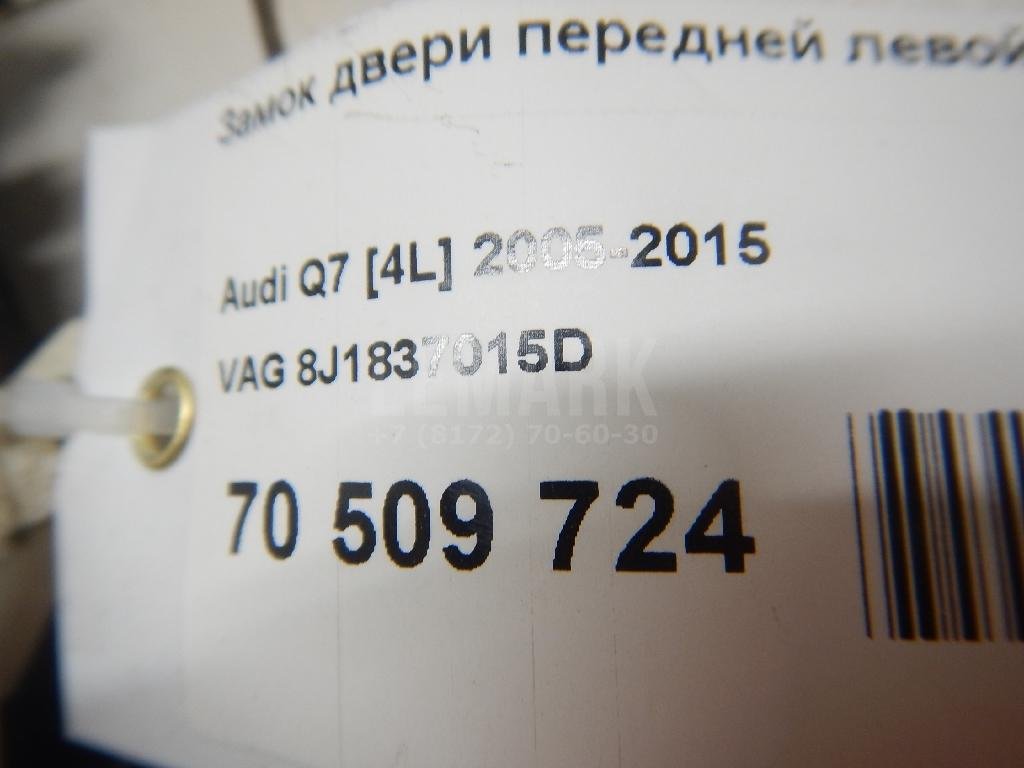 Замок двери передней левой
Audi Q7 [4L] 2005-2015
VAG 8J1837015D
LEMARK
+7 (8172) 70-60-30
70 509 724